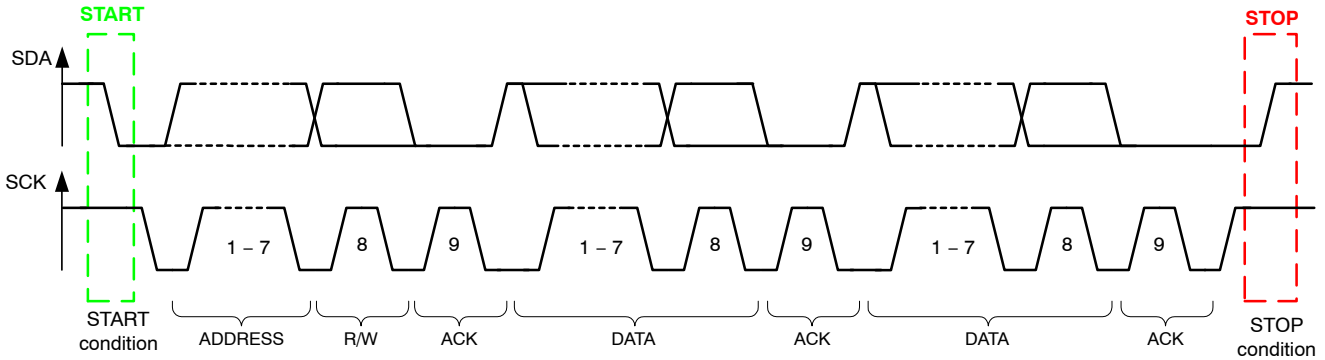 START
STOP
SDA
SCK
1 – 7
8
9
1 – 7
8
9
1 – 7
8
9
START
condition
ADDRESS
R/W
ACK
DATA
ACK
DATA
ACK
STOP
condition